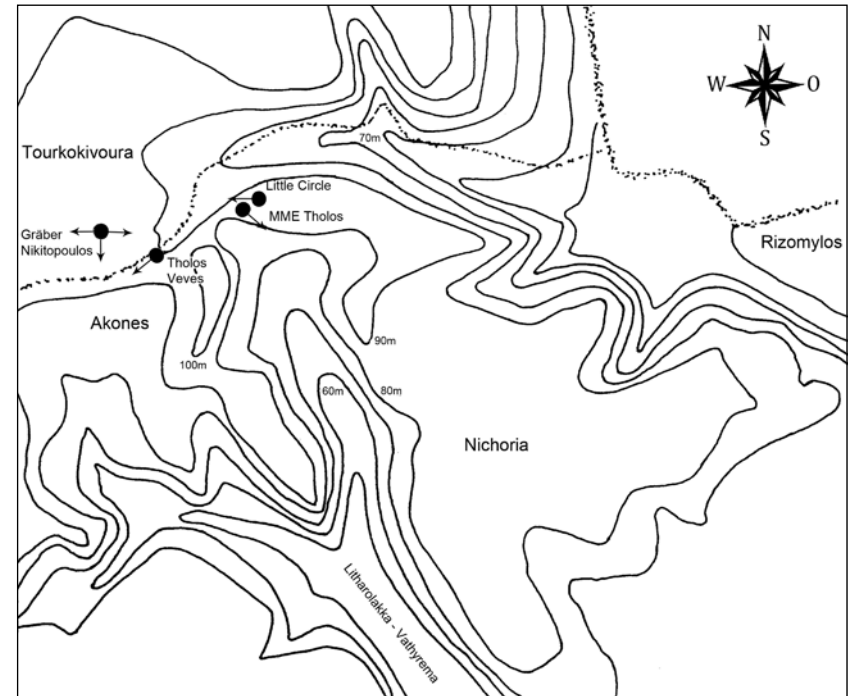 N
W
O
S
70m
Tourkokivoura
Little Circle
MME Tholos
Gräber
Nikitopoulos
Rizomylos
Tholos
Veves
Akones
90m
100m
60m
80m
Nichoria
Litharolakka - Vathyrema